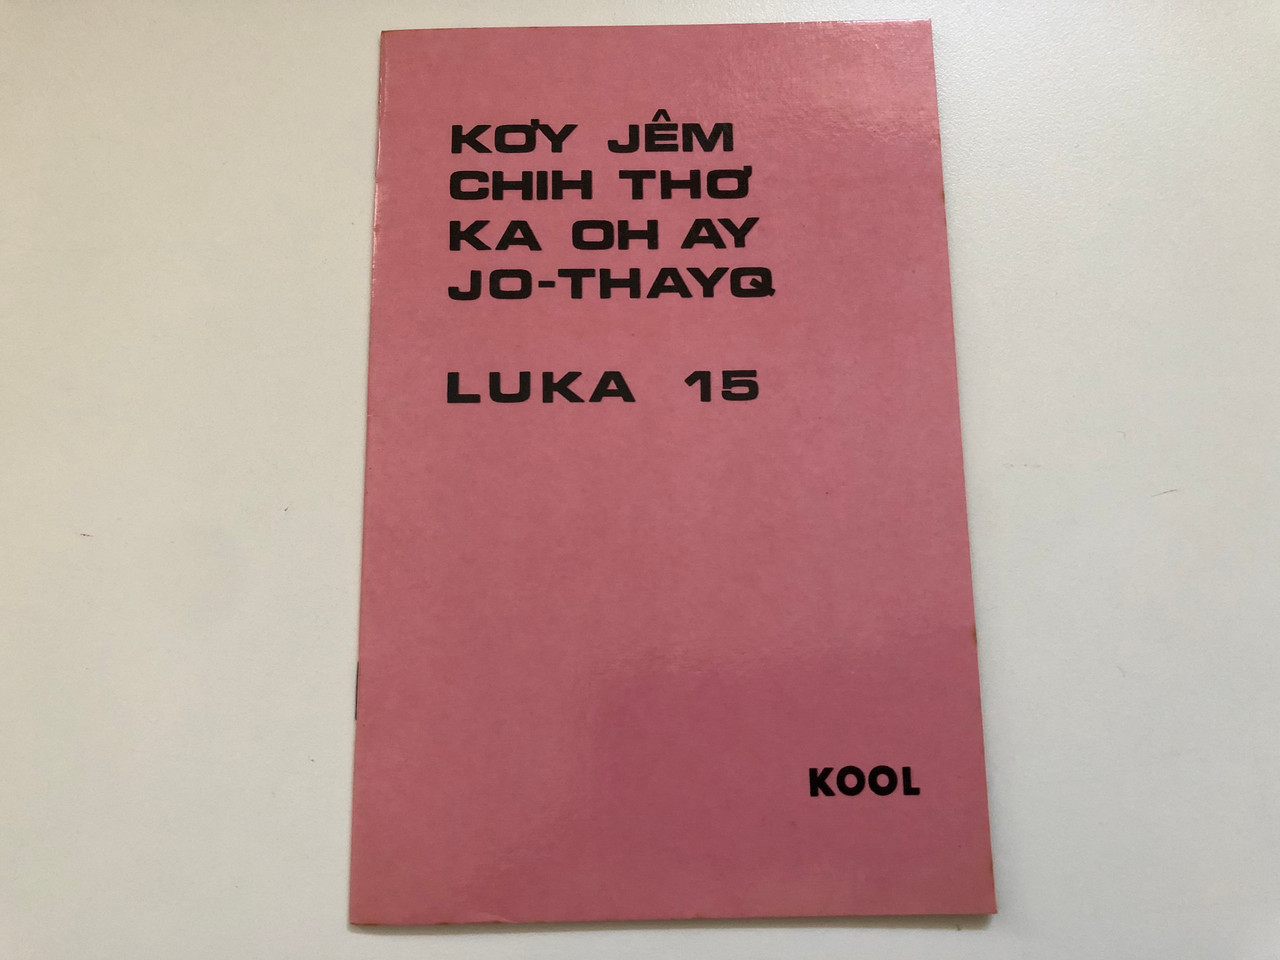 KƠY JÊM
CHIH THƠ
KA OH AY
JO-THAYQ
LUKA 15
KOOL